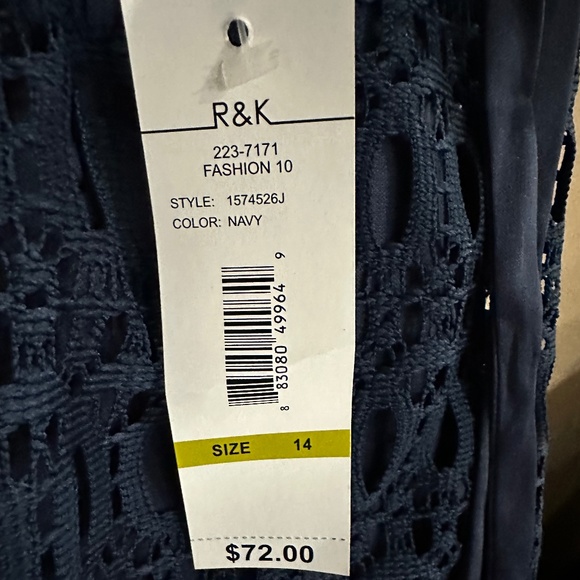 R&K
223-7171
FASHION 10
STYLE: 1574526J
COLOR: NAVY
8 83080 49964 9
SIZE 14
$72.00